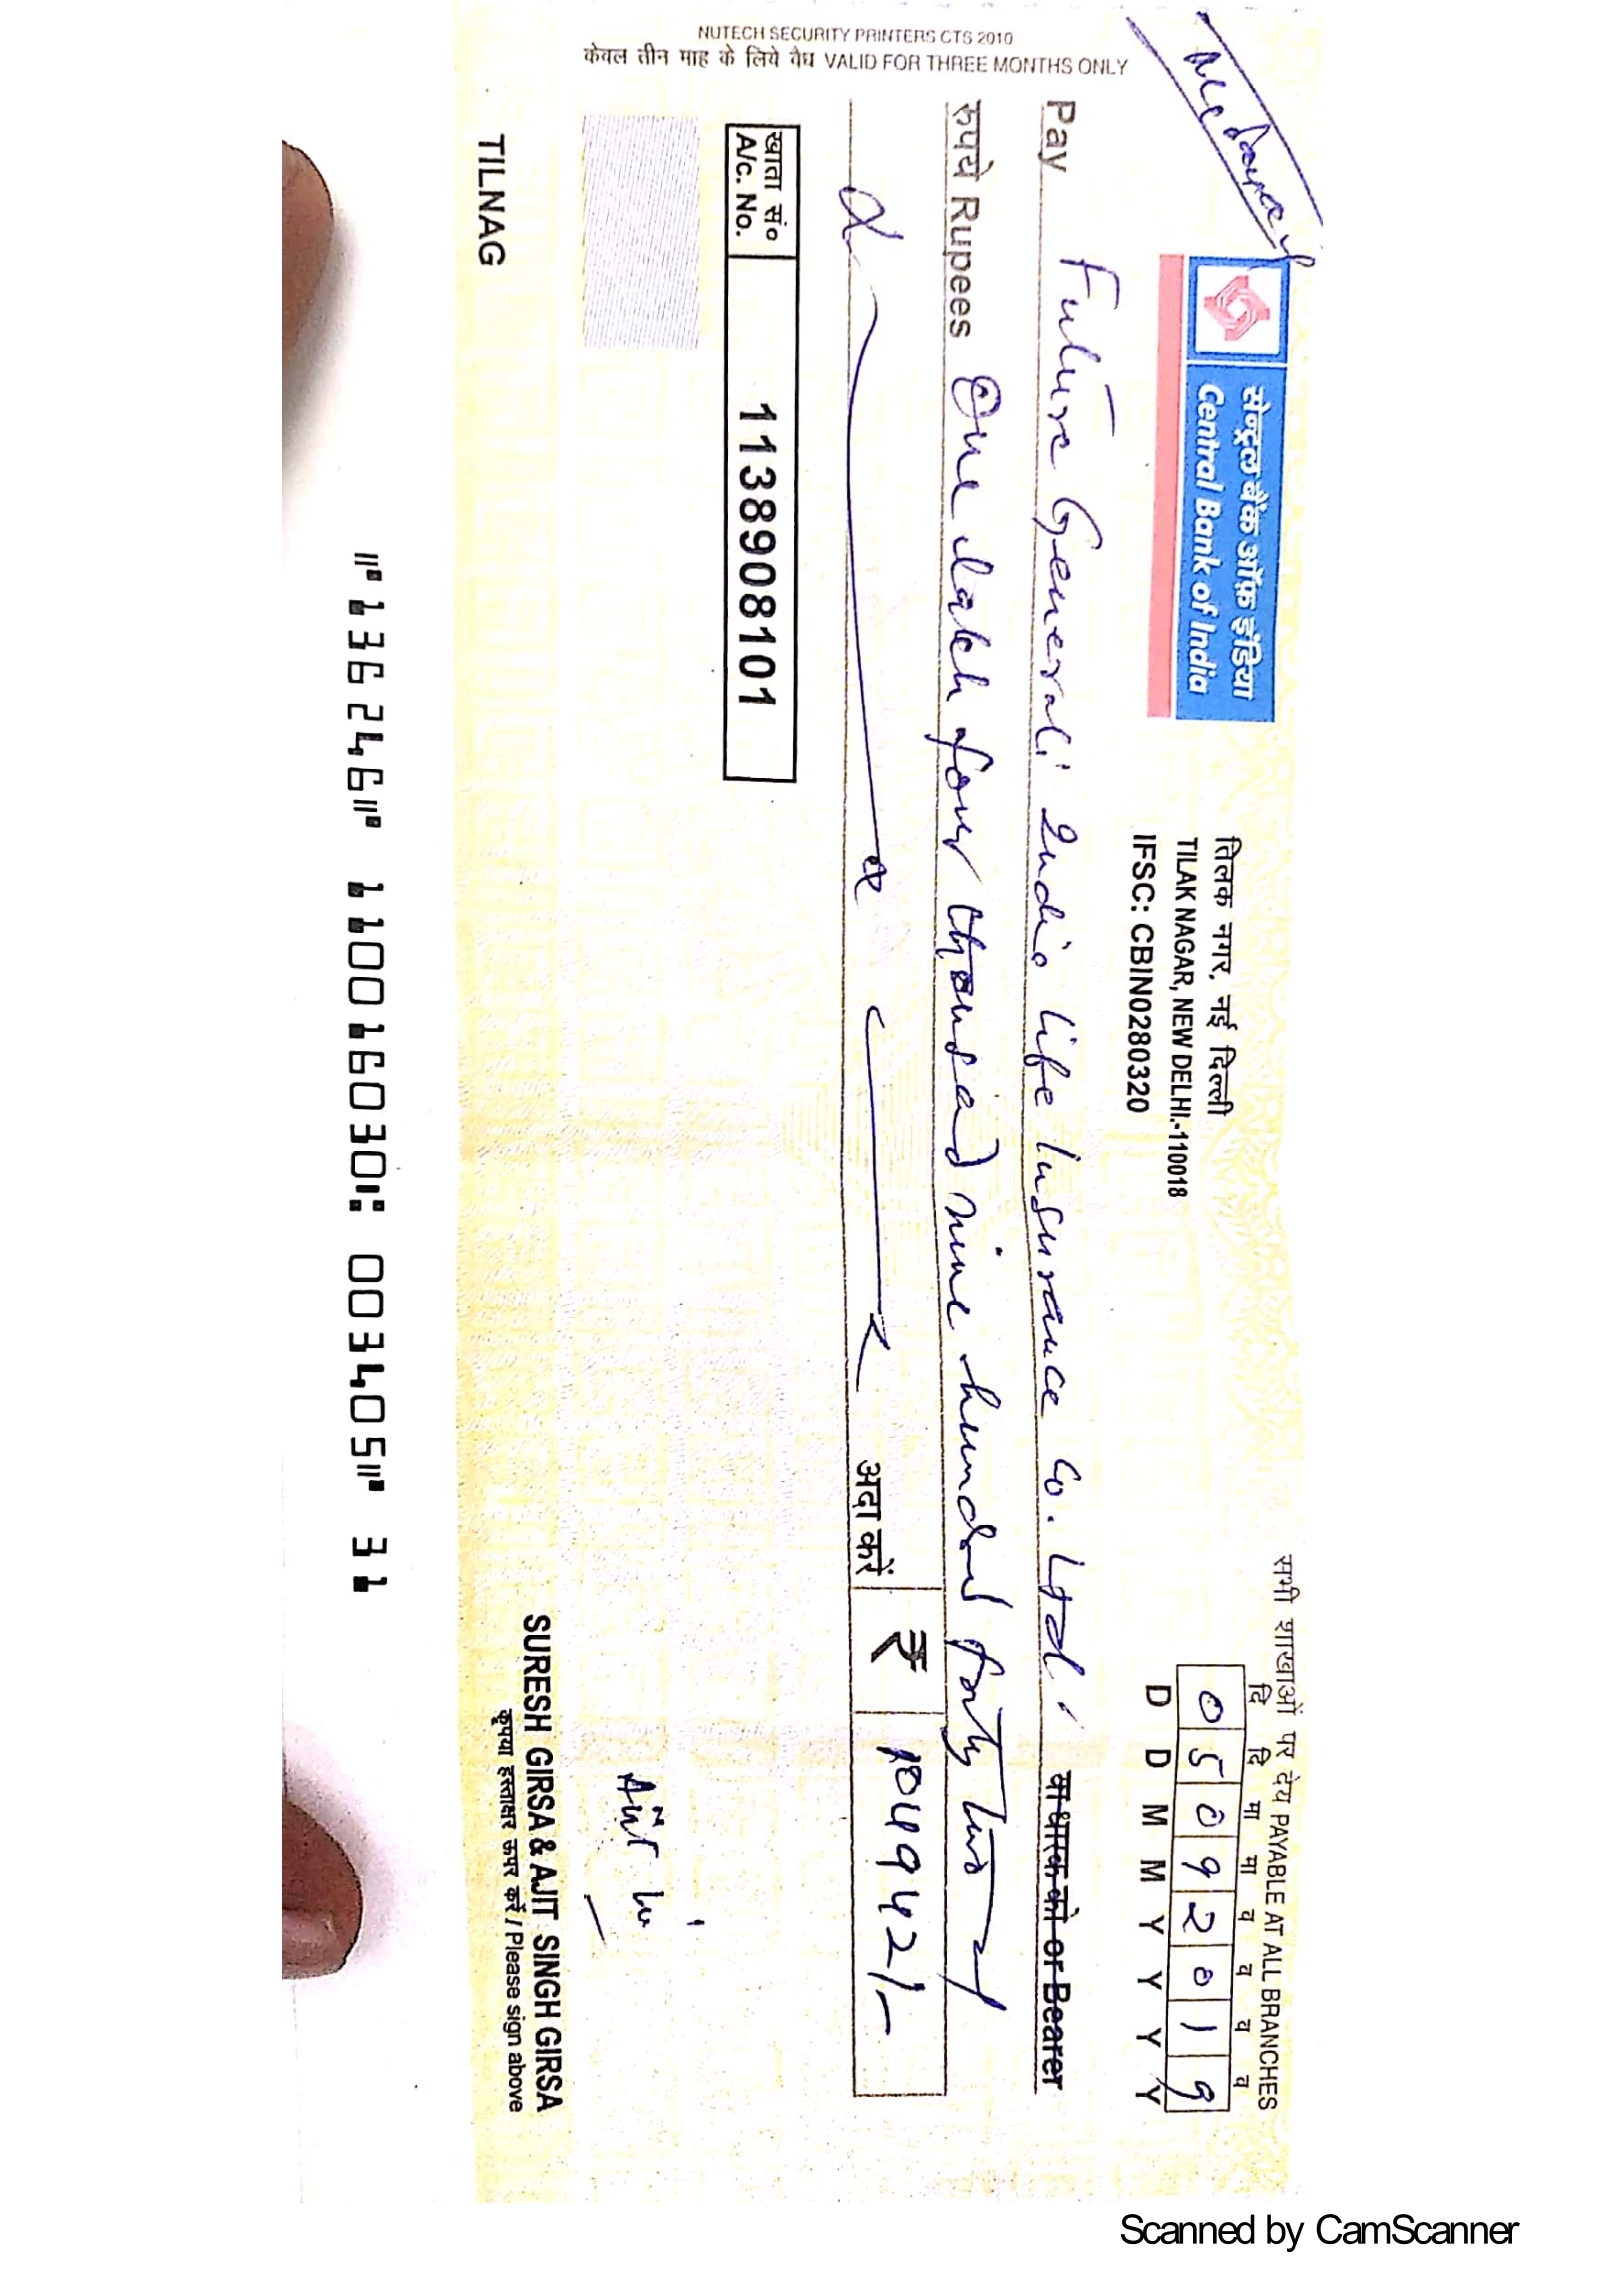 A/c Payee
सेन्ट्रल बैंक ऑफ़ इंडिया
Central Bank of India
तिलक नगर, नई दिल्ली
TILAK NAGAR, NEW DELHI.-110018
IFSC: CBIN0280320
सभी शाखाओं पर देय PAYABLE AT ALL BRANCHES
दि दि मा मा व व व व
0 5 0 9 2 0 1 9
D D M M Y Y Y Y
Pay Future Generali India life Insurance Co. Ltd. या धारक को or Bearer
रुपये Rupees One lakh four thousand nine hundred forty two
अदा करें ₹ 104942/-
खाता सं०
A/c. No. 1138908101
SURESH GIRSA & AJIT SINGH GIRSA
कृपया हस्ताक्षर ऊपर करें / Please sign above
TILNAG
NUTECH SECURITY PRINTERS CTS 2010
केवल तीन माह के लिये वैध VALID FOR THREE MONTHS ONLY
⑈136246⑈ 110016030⑆ 003405⑈ 31
Scanned by CamScanner